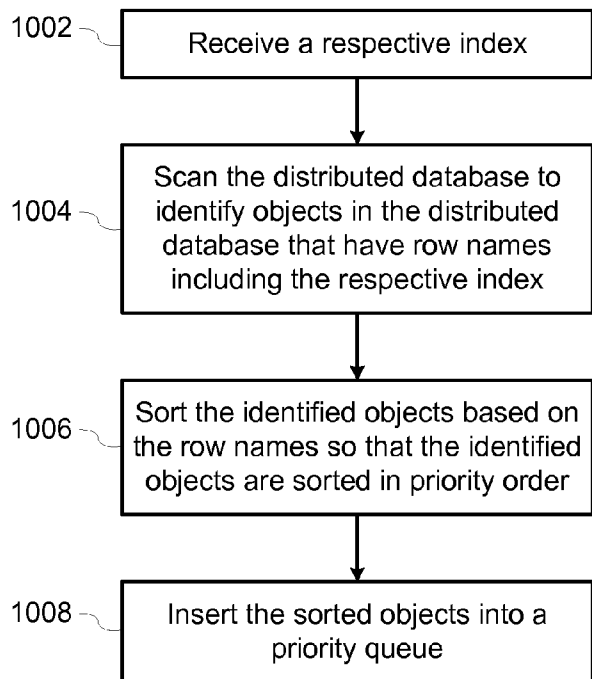 1002
Receive a respective index
1004
Scan the distributed database to
identify objects in the distributed
database that have row names
including the respective index
1006
Sort the identified objects based on
the row names so that the identified
objects are sorted in priority order
1008
Insert the sorted objects into a
priority queue